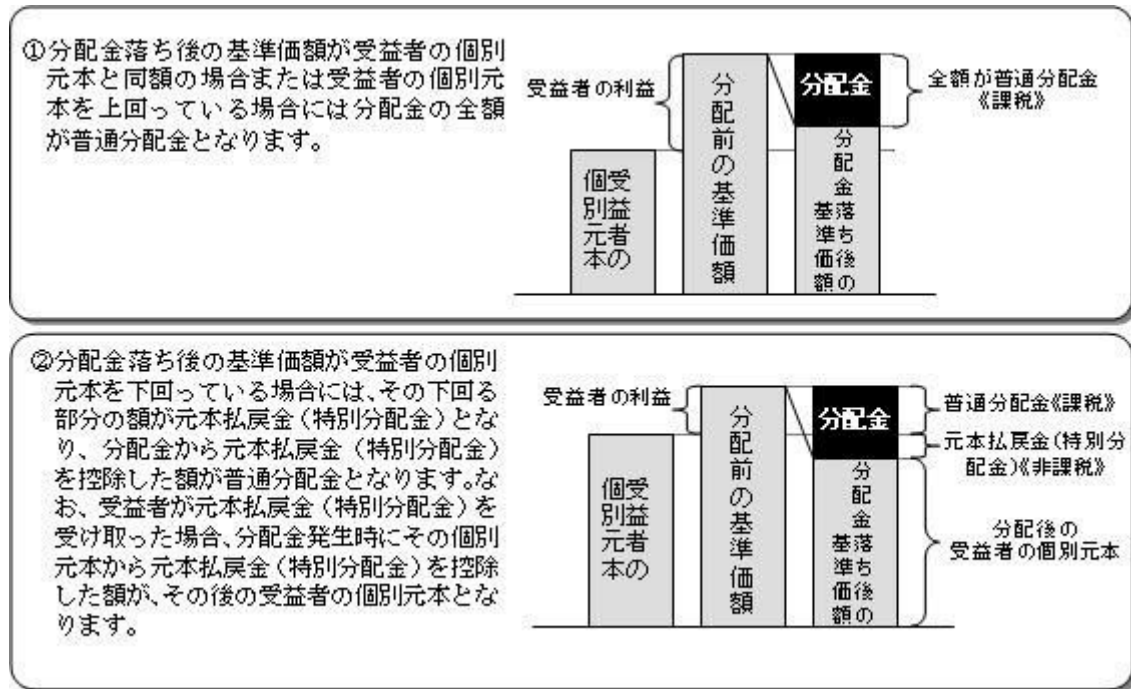 ①分配金落ち後の基準価額が受益者の個別
元本と同額の場合または受益者の個別元
本を上回っている場合には分配金の全額
が普通分配金となります。
受益者の利益
受益者の
個別元本
分配前の基準価額
分配金
分配金落ち後の
基準価額
全額が普通分配金
《課税》
②分配金落ち後の基準価額が受益者の個別
元本を下回っている場合には、その下回る
部分の額が元本払戻金(特別分配金)とな
り、分配金から元本払戻金(特別分配金)
を控除した額が普通分配金となります。な
お、受益者が元本払戻金(特別分配金)を
受け取った場合、分配金発生時にその個別
元本から元本払戻金(特別分配金)を控除
した額が、その後の受益者の個別元本とな
ります。
受益者の利益
受益者の
個別元本
分配前の基準価額
分配金
分配金落ち後の
基準価額
普通分配金《課税》
元本払戻金(特別分
配金)《非課税》
分配後の
受益者の個別元本